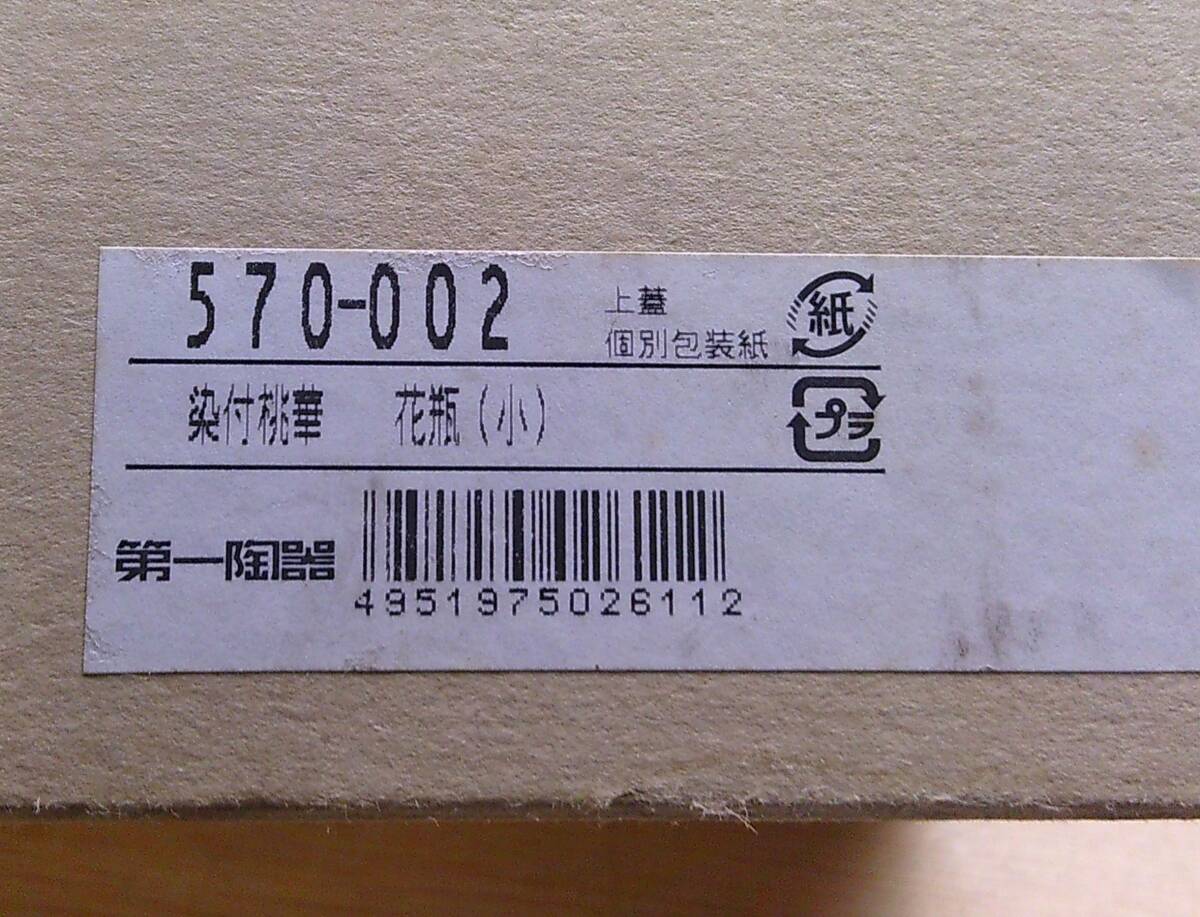 570-002
上蓋
個別包装紙
紙
染付桃華 花瓶(小)
プラ
第一陶器
4951975026112